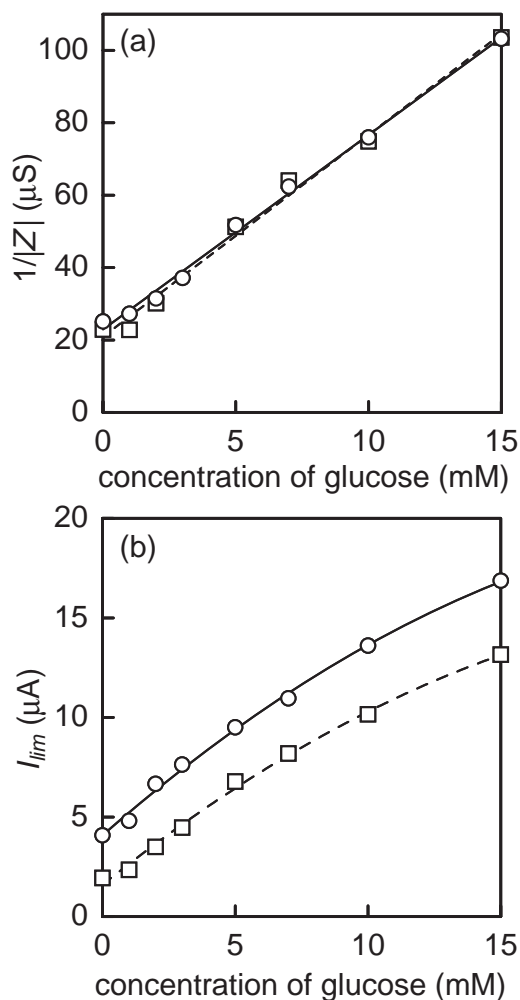 (a)
100
80
60
40
20
0
1/|Z| (μS)
0 5 10 15
concentration of glucose (mM)
(b)
20
15
10
5
0
I_lim (μA)
0 5 10 15
concentration of glucose (mM)